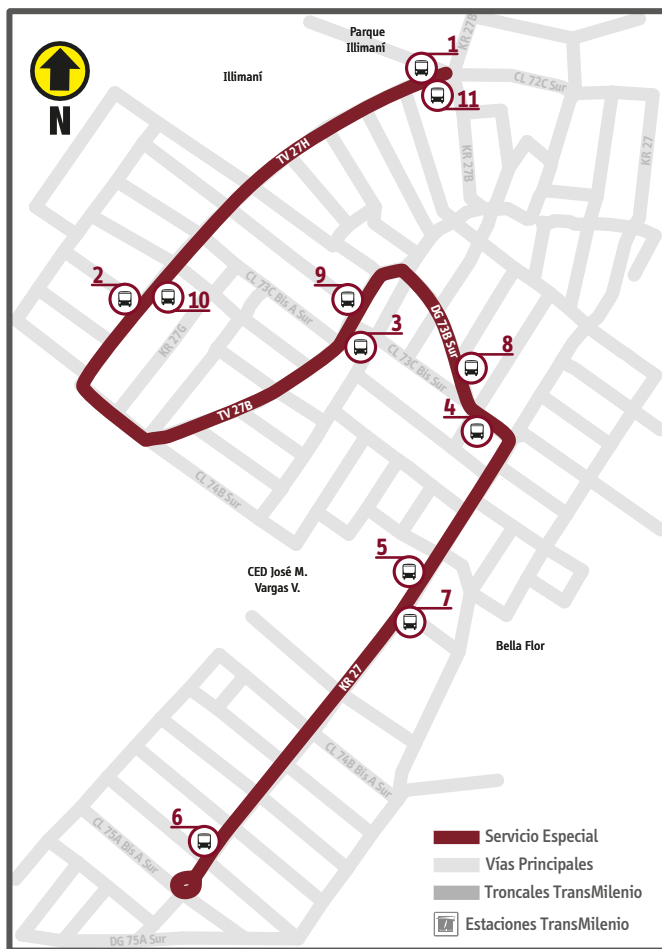 Parque
Illimaní
KR 27B
1
Illimaní
CL 72C Sur
11
N
TV 27H
KR 27B
KR 27
2
CL 73C Bis A Sur
9
10
3
DG 73B Sur
KR 27G
CL 73C Bis Sur
8
TV 27B
4
CL 74B Sur
5
CED José M.
Vargas V.
7
Bella Flor
KR 27
CL 74B Bis A Sur
6
CL 75A Bis A Sur
Servicio Especial
Vías Principales
Troncales TransMilenio
Estaciones TransMilenio
DG 75A Sur